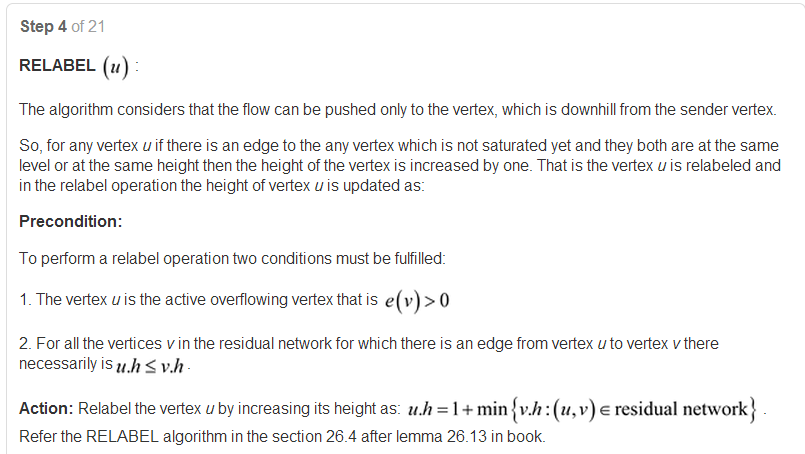 Step 4 of 21
RELABEL (u) :
The algorithm considers that the flow can be pushed only to the vertex, which is downhill from the sender vertex.
So, for any vertex u if there is an edge to the any vertex which is not saturated yet and they both are at the same
level or at the same height then the height of the vertex is increased by one. That is the vertex u is relabeled and
in the relabel operation the height of vertex u is updated as:
Precondition:
To perform a relabel operation two conditions must be fulfilled:
1. The vertex u is the active overflowing vertex that is e(v)>0
2. For all the vertices v in the residual network for which there is an edge from vertex u to vertex v there
necessarily is u.h ≤ v.h .
Action: Relabel the vertex u by increasing its height as: u.h = 1+ min{v.h : (u,v) ∈ residual network} .
Refer the RELABEL algorithm in the section 26.4 after lemma 26.13 in book.